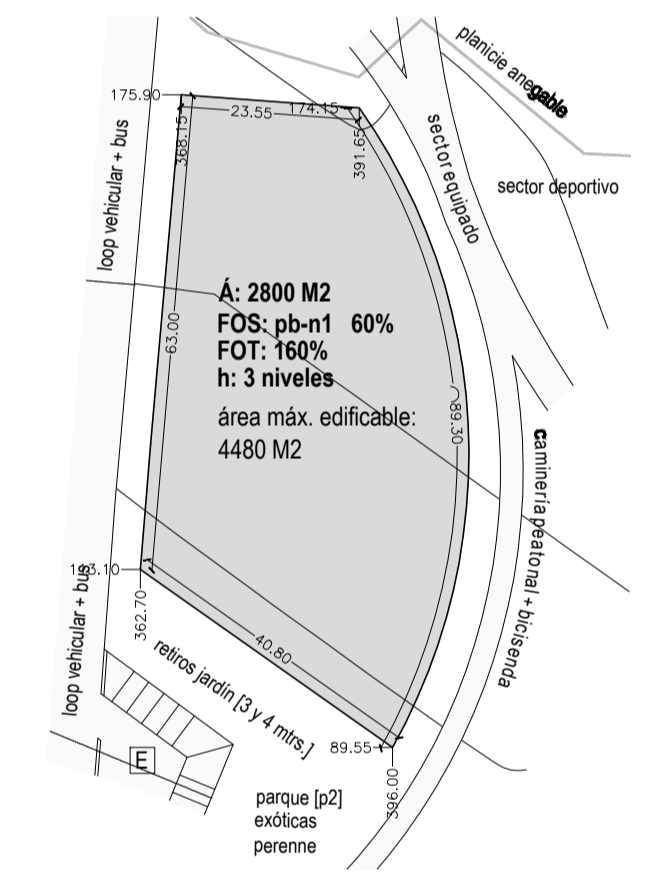 planicie anegable
175.90
23.55
174.15
368.15
391.65
loop vehicular + bus
sector equipado
sector deportivo
Á: 2800 M2
FOS: pb-n1 60%
FOT: 160%
h: 3 niveles
área máx. edificable:
4480 M2
63.00
89.30
caminería peatonal + bicisenda
362.70
loop vehicular + bus
40.80
retiros jardín [3 y 4 mtrs.]
89.55
396.00
E
parque [p2]
exóticas
perenne